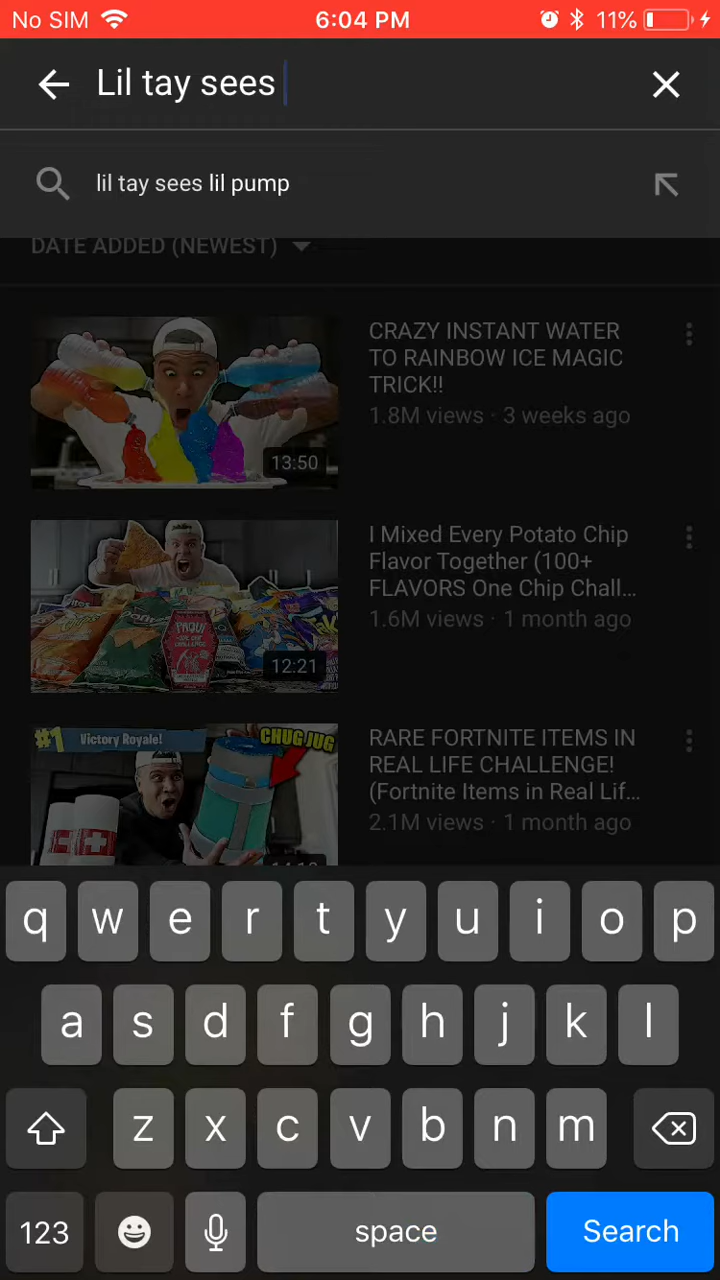 No SIM 6:04 PM 11%
Lil tay sees
lil tay sees lil pump
DATE ADDED (NEWEST)
CRAZY INSTANT WATER
TO RAINBOW ICE MAGIC
TRICK!!
1.8M views · 3 weeks ago
13:50
I Mixed Every Potato Chip
Flavor Together (100+
FLAVORS One Chip Chall...
1.6M views · 1 month ago
PAQUI
12:21
#1 Victory Royale!
CHUG JUG
RARE FORTNITE ITEMS IN
REAL LIFE CHALLENGE!
(Fortnite Items in Real Lif...
2.1M views · 1 month ago
q w e r t y u i o p
a s d f g h j k l
z x c v b n m
123 space Search